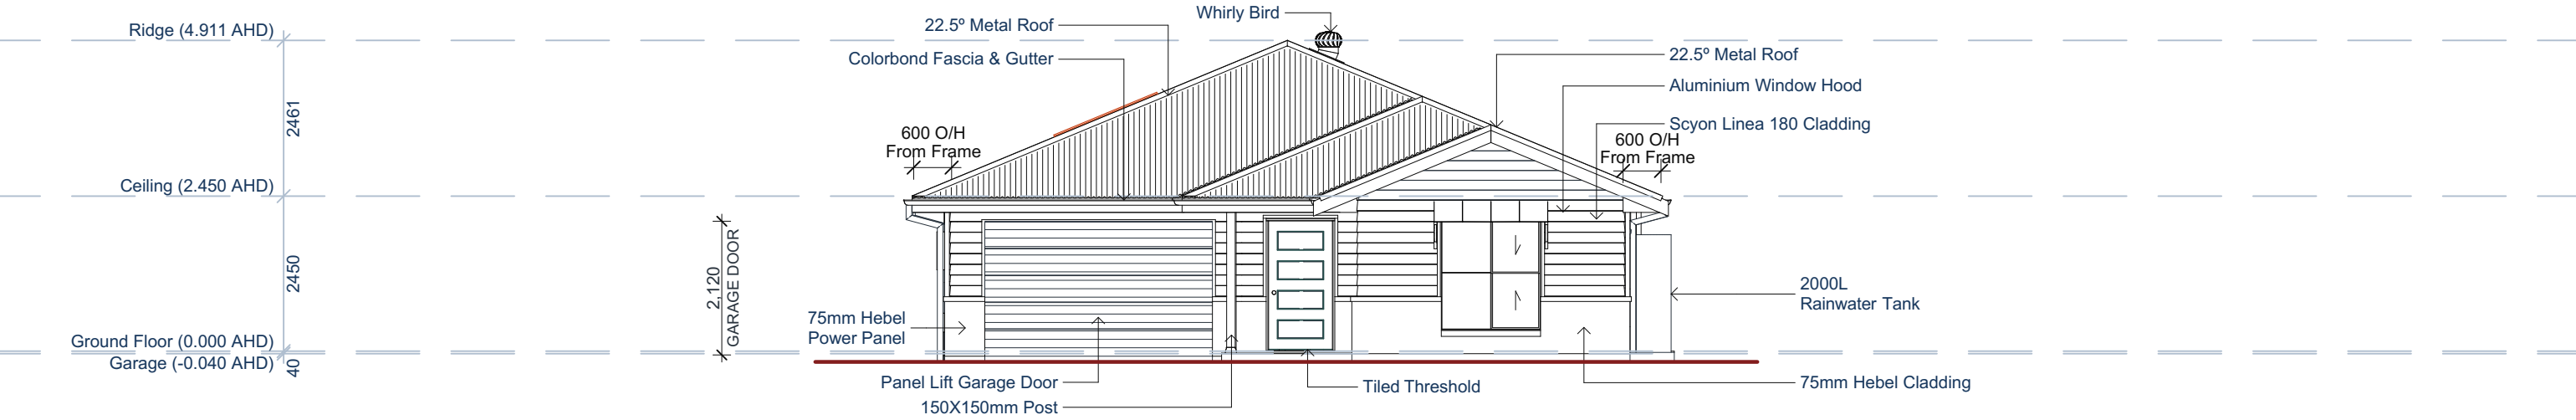 Ridge (4.911 AHD)
2461
Ceiling (2.450 AHD)
2450
Ground Floor (0.000 AHD)
Garage (-0.040 AHD)
40
2,120
GARAGE DOOR
Whirly Bird
22.5º Metal Roof
Colorbond Fascia & Gutter
600 O/H
From Frame
75mm Hebel
Power Panel
Panel Lift Garage Door
150X150mm Post
Tiled Threshold
22.5º Metal Roof
Aluminium Window Hood
Scyon Linea 180 Cladding
600 O/H
From Frame
2000L
Rainwater Tank
75mm Hebel Cladding